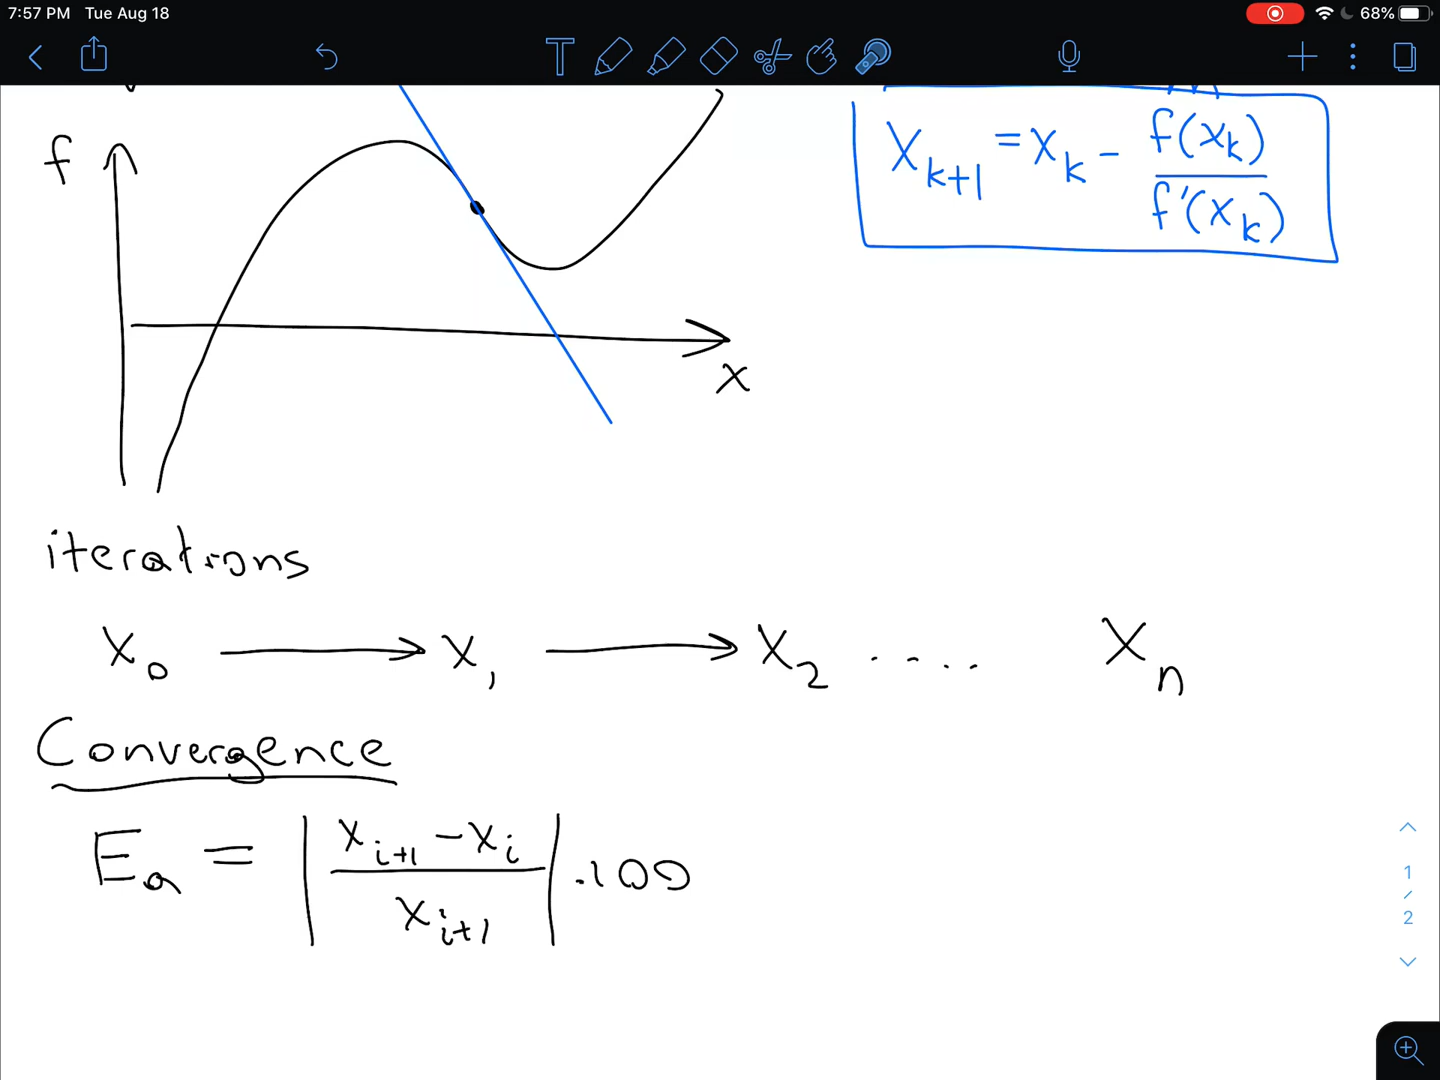 7:57 PM Tue Aug 18
68%
T
f
x
x_{k+1} = x_k - f(x_k) / f'(x_k)
iterations
x_0 → x_1 → x_2 ..... x_n
Convergence
E_a = | (x_{i+1} - x_i) / x_{i+1} | .100
1
/
2